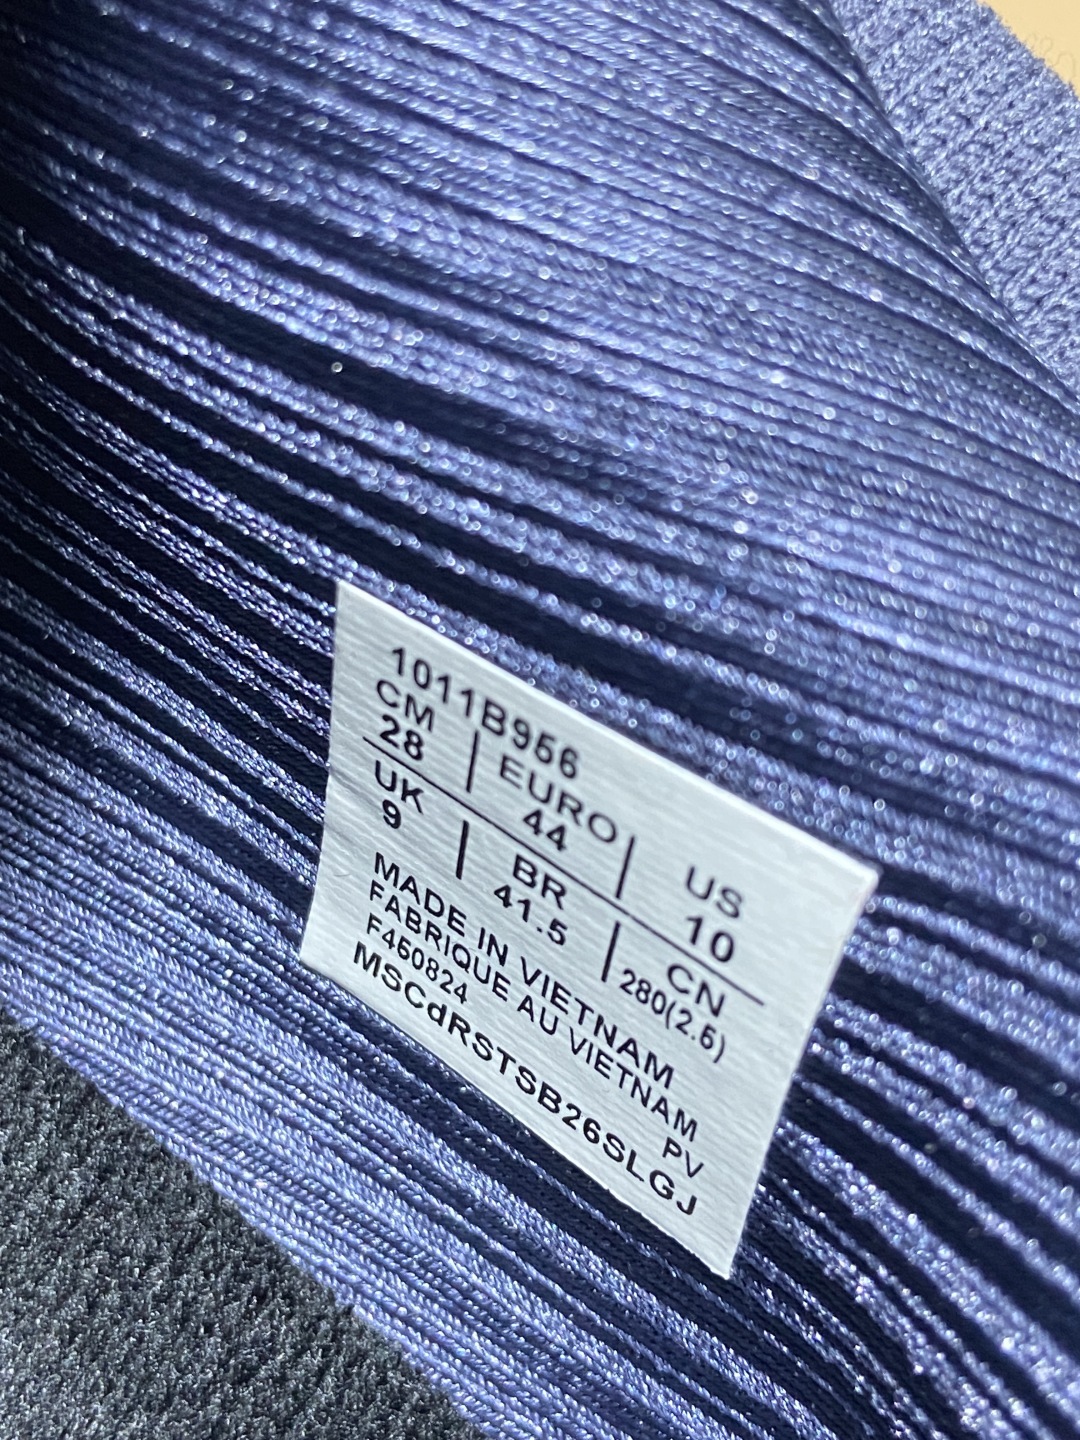 1011B956
CM | EURO | US
28 | 44 | 10
UK | BR | CN
9 | 41.5 | 280(2.6)
MADE IN VIETNAM
FABRIQUE AU VIETNAM
F460824 PV
MSCdRSTSB26SLGJ